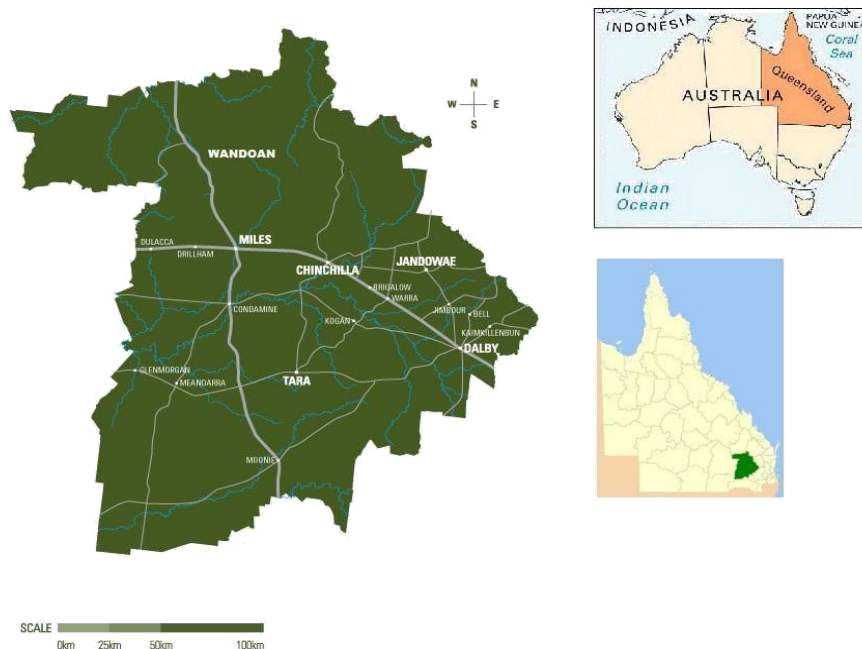 N
W E
S
WANDOAN
DULACCA
DRILLHAM
MILES
CHINCHILLA
JANDOWAE
BRIGALOW
WARRA
CONDAMINE
KOGAN
JIMBOUR
BELL
KAIMKILLENBUN
DALBY
GLENMORGAN
MEANDARRA
TARA
MOONIE
SCALE
0km 25km 50km 100km
INDONESIA
PAPUA
NEW GUINEA
Coral
Sea
Queensland
AUSTRALIA
Indian
Ocean